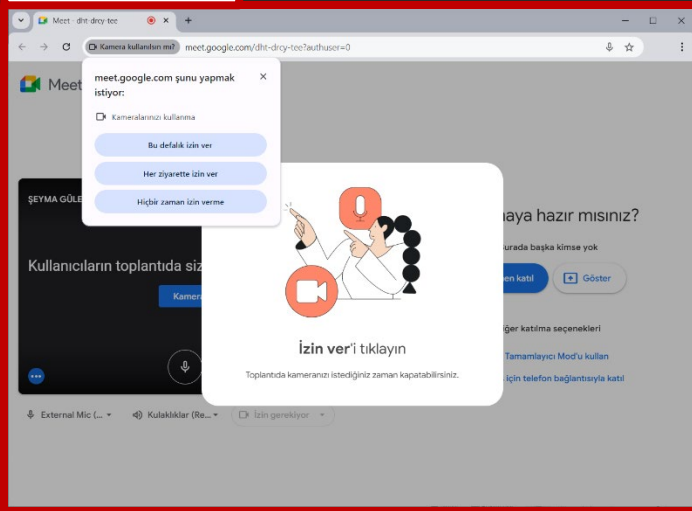 Meet - dht-drcy-tee
Kamera kullanılsın mı?
meet.google.com/dht-drcy-tee?authuser=0
Meet
meet.google.com şunu yapmak
istiyor:
Kameralarınızı kullanma
Bu defalık izin ver
Her ziyarette izin ver
Hiçbir zaman izin verme
ŞEYMA GÜLE
Kullanıcıların toplantıda siz
Kamer
İzin ver'i tıklayın
Toplantıda kameranızı istediğiniz zaman kapatabilirsiniz.
aya hazır mısınız?
urada başka kimse yok
en katıl
Göster
iğer katılma seçenekleri
Tamamlayıcı Mod'u kullan
için telefon bağlantısıyla katıl
External Mic (...
Kulaklıklar (Re...
İzin gerekiyor